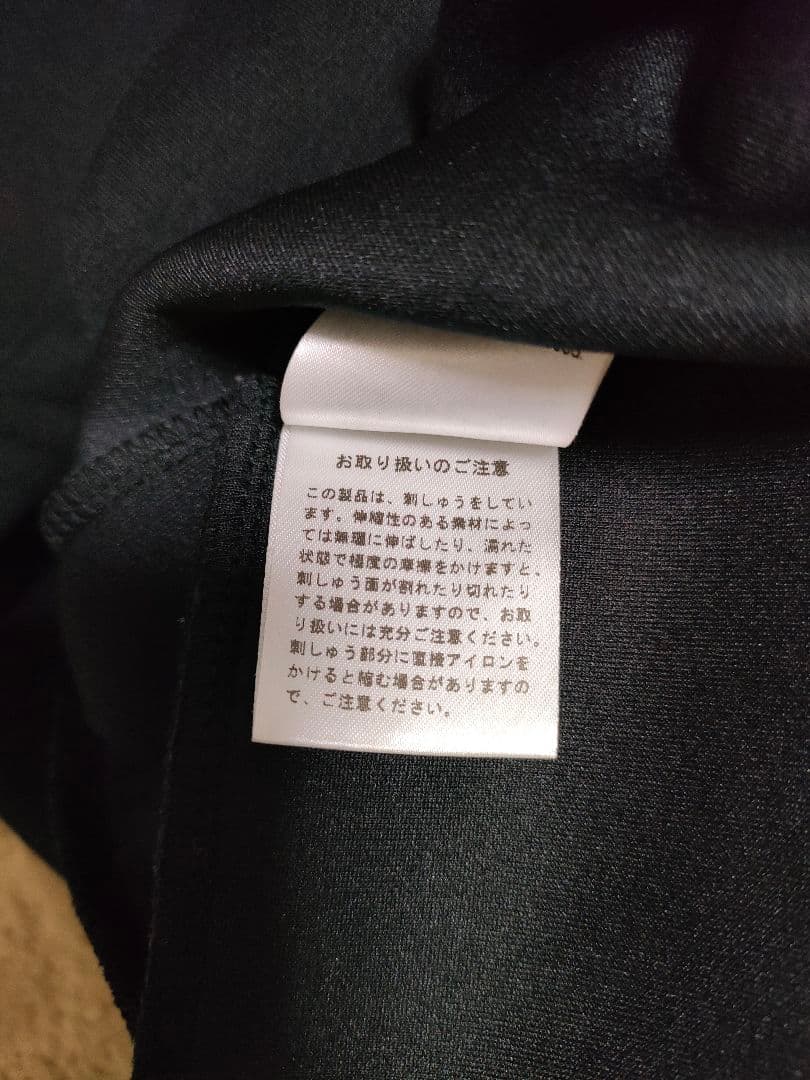 お取り扱いのご注意
この製品は、刺しゅうをしてい
ます。伸縮性のある素材によっ
ては無理に伸ばしたり、濡れた
状態で極度の摩擦をかけますと、
刺しゅう面が割れたり切れたり
する場合がありますので、お取
り扱いには充分ご注意ください。
刺しゅう部分に直接アイロンを
かけると縮む場合がありますの
で、ご注意ください。